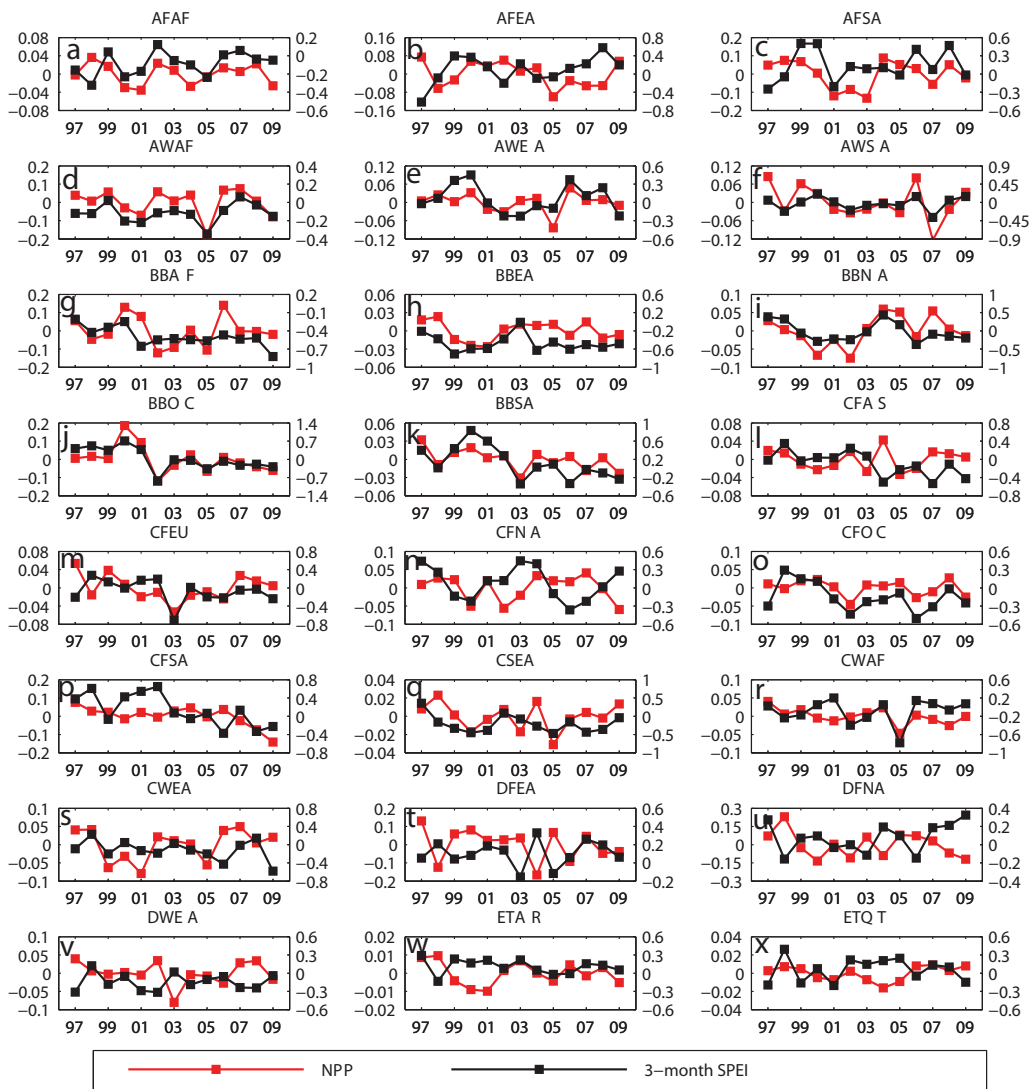 AFAF AFEA AFSA
0.08 a 0.2 0.16 b 0.8 0.2 c 0.6
0.04 0 0.08 0.4 0.1 0.3
0 −0.2 0 0 0 0
−0.04 −0.4 −0.08 −0.4 −0.1 −0.3
−0.08 −0.6 −0.16 −0.8 −0.2 −0.6
97 99 01 03 05 07 09 97 99 01 03 05 07 09 97 99 01 03 05 07 09
AWAF AWE A AWS A
0.2 d 0.4 0.12 e 0.6 0.12 f 0.9
0.1 0.2 0.06 0.3 0.06 0.45
0 0 0 0 0 0
−0.1 −0.2 −0.06 −0.3 −0.06 −0.45
−0.2 −0.4 −0.12 −0.6 −0.12 −0.9
97 99 01 03 05 07 09 97 99 01 03 05 07 09 97 99 01 03 05 07 09
BBA F BBEA BBN A
0.2 g 0.2 0.06 h 0.6 0.1 i 1
0.1 −0.1 0.03 0.2 0.05 0.5
0 −0.4 0 −0.2 0 0
−0.1 −0.7 −0.03 −0.6 −0.05 −0.5
−0.2 −1 −0.06 −1 −0.1 −1
97 99 01 03 05 07 09 97 99 01 03 05 07 09 97 99 01 03 05 07 09
BBO C BBSA CFA S
0.2 j 1.4 0.06 k 1 0.08 l 0.8
0.1 0.7 0.03 0.6 0.04 0.4
0 0 0 0.2 0 0
−0.1 −0.7 −0.03 −0.2 −0.04 −0.4
−0.2 −1.4 −0.06 −0.6 −0.08 −0.8
97 99 01 03 05 07 09 97 99 01 03 05 07 09 97 99 01 03 05 07 09
CFEU CFN A CFO C
0.08 m 0.8 0.1 n 0.6 0.1 o 0.6
0.04 0.4 0.05 0.3 0.05 0.3
0 0 0 0 0 0
−0.04 −0.4 −0.05 −0.3 −0.05 −0.3
−0.08 −0.8 −0.1 −0.6 −0.1 −0.6
97 99 01 03 05 07 09 97 99 01 03 05 07 09 97 99 01 03 05 07 09
CFSA CSEA CWAF
0.2 p 0.8 0.04 q 1 0.1 r 0.6
0.1 0.4 0.02 0.5 0.05 0.2
0 0 0 0 0 −0.2
−0.1 −0.4 −0.02 −0.5 −0.05 −0.6
−0.2 −0.8 −0.04 −1 −0.1 −1
97 99 01 03 05 07 09 97 99 01 03 05 07 09 97 99 01 03 05 07 09
CWEA DFEA DFNA
0.1 s 0.8 0.2 t 0.6 0.3 u 0.4
0.05 0.4 0.1 0.4 0.15 0.2
0 0 0 0.2 0 0
−0.05 −0.4 −0.1 0 −0.15 −0.2
−0.1 −0.8 −0.2 −0.2 −0.3 −0.4
97 99 01 03 05 07 09 97 99 01 03 05 07 09 97 99 01 03 05 07 09
DWE A ETA R ETQ T
0.1 v 0.6 0.02 w 0.6 0.04 x 0.6
0.05 0.3 0.01 0.3 0.02 0.3
0 0 0 0 0 0
−0.05 −0.3 −0.01 −0.3 −0.02 −0.3
−0.1 −0.6 −0.02 −0.6 −0.04 −0.6
97 99 01 03 05 07 09 97 99 01 03 05 07 09 97 99 01 03 05 07 09
NPP 3−month SPEI